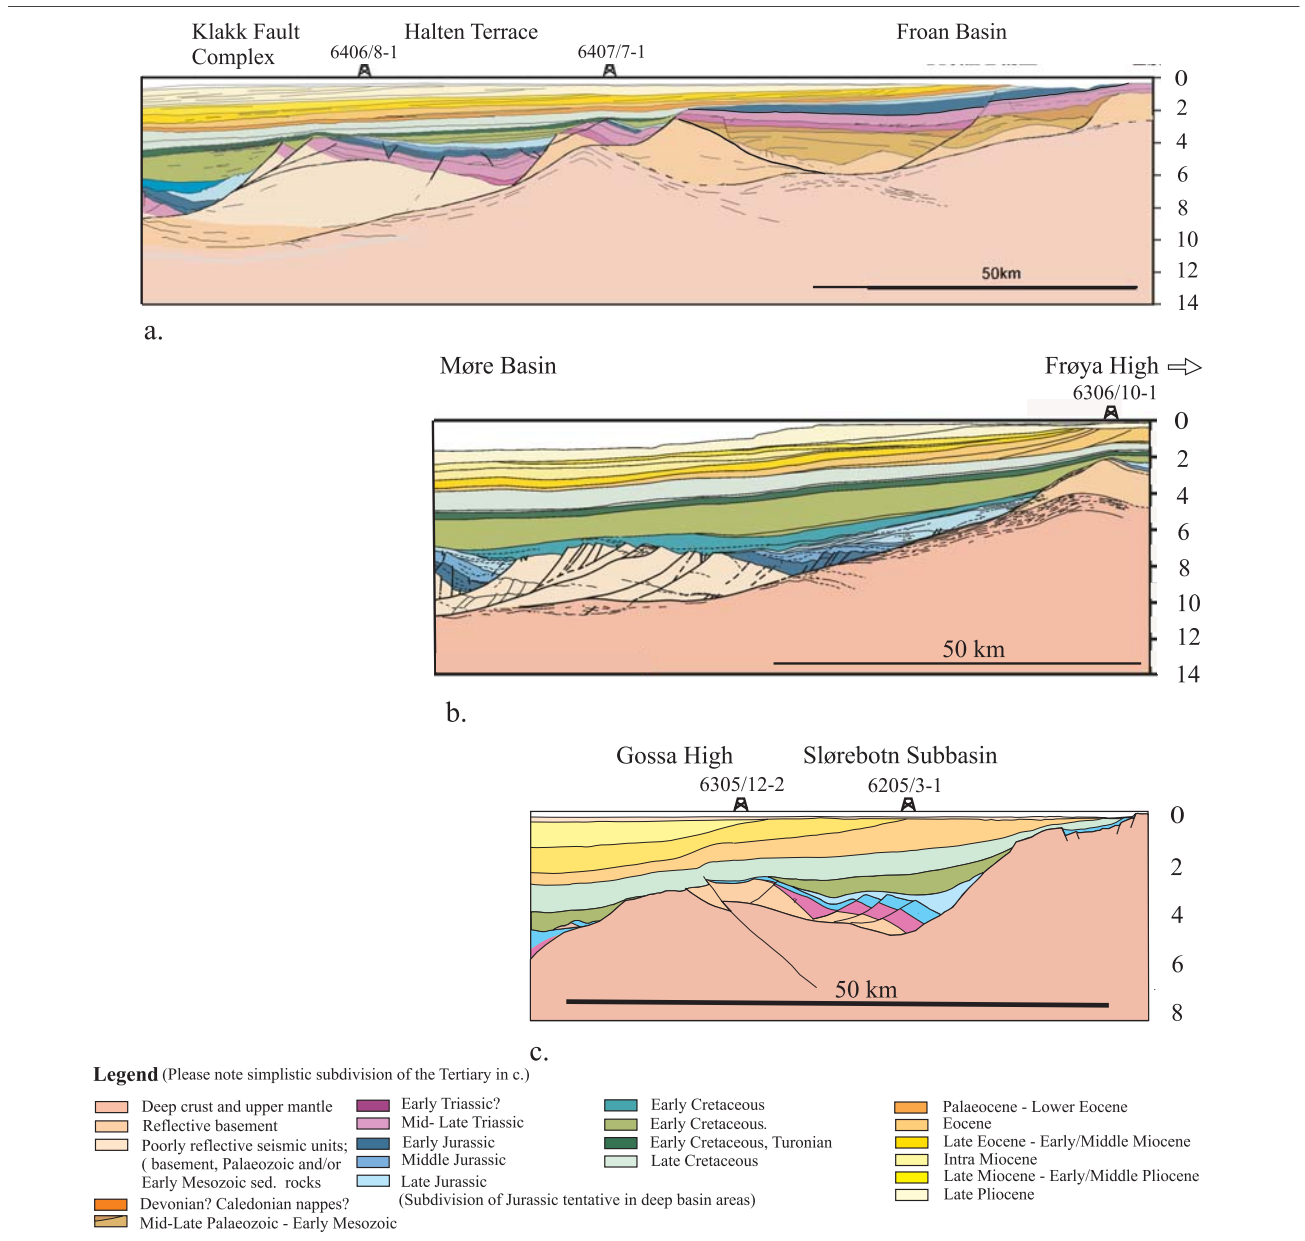 Klakk Fault
Complex
Halten Terrace
Froan Basin
6406/8-1
6407/7-1
0
2
4
6
8
10
12
14
50km
a.
Møre Basin
Frøya High
6306/10-1
0
2
4
6
8
10
12
14
50 km
b.
Gossa High
Slørebotn Subbasin
6305/12-2
6205/3-1
0
2
4
6
8
50 km
c.
Legend (Please note simplistic subdivision of the Tertiary in c.)
Deep crust and upper mantle
Reflective basement
Poorly reflective seismic units;
( basement, Palaeozoic and/or
Early Mesozoic sed. rocks
Devonian? Caledonian nappes?
Mid-Late Palaeozoic - Early Mesozoic
Early Triassic?
Mid- Late Triassic
Early Jurassic
Middle Jurassic
Late Jurassic
(Subdivision of Jurassic tentative in deep basin areas)
Early Cretaceous
Early Cretaceous.
Early Cretaceous, Turonian
Late Cretaceous
Palaeocene - Lower Eocene
Eocene
Late Eocene - Early/Middle Miocene
Intra Miocene
Late Miocene - Early/Middle Pliocene
Late Pliocene